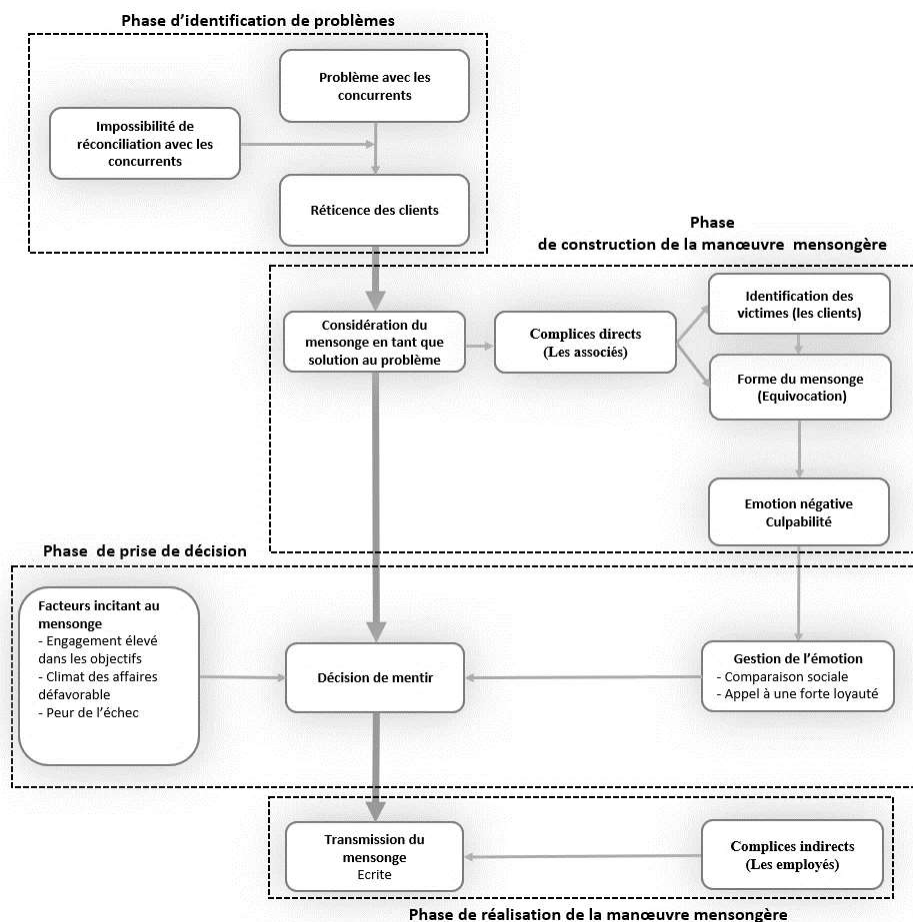 Phase d’identification de problèmes
Problème avec les
concurrents
Impossibilité de
réconciliation avec les
concurrents
Réticence des clients
Phase
de construction de la manœuvre mensongère
Considération du
mensonge en tant que
solution au problème
Complices directs
(Les associés)
Identification des
victimes (les clients)
Forme du mensonge
(Equivocation)
Emotion négative
Culpabilité
Phase de prise de décision
Facteurs incitant au
mensonge
- Engagement élevé
dans les objectifs
- Climat des affaires
défavorable
- Peur de l’échec
Décision de mentir
Gestion de l’émotion
- Comparaison sociale
- Appel à une forte loyauté
Transmission du
mensonge
Ecrite
Complices indirects
(Les employés)
Phase de réalisation de la manœuvre mensongère